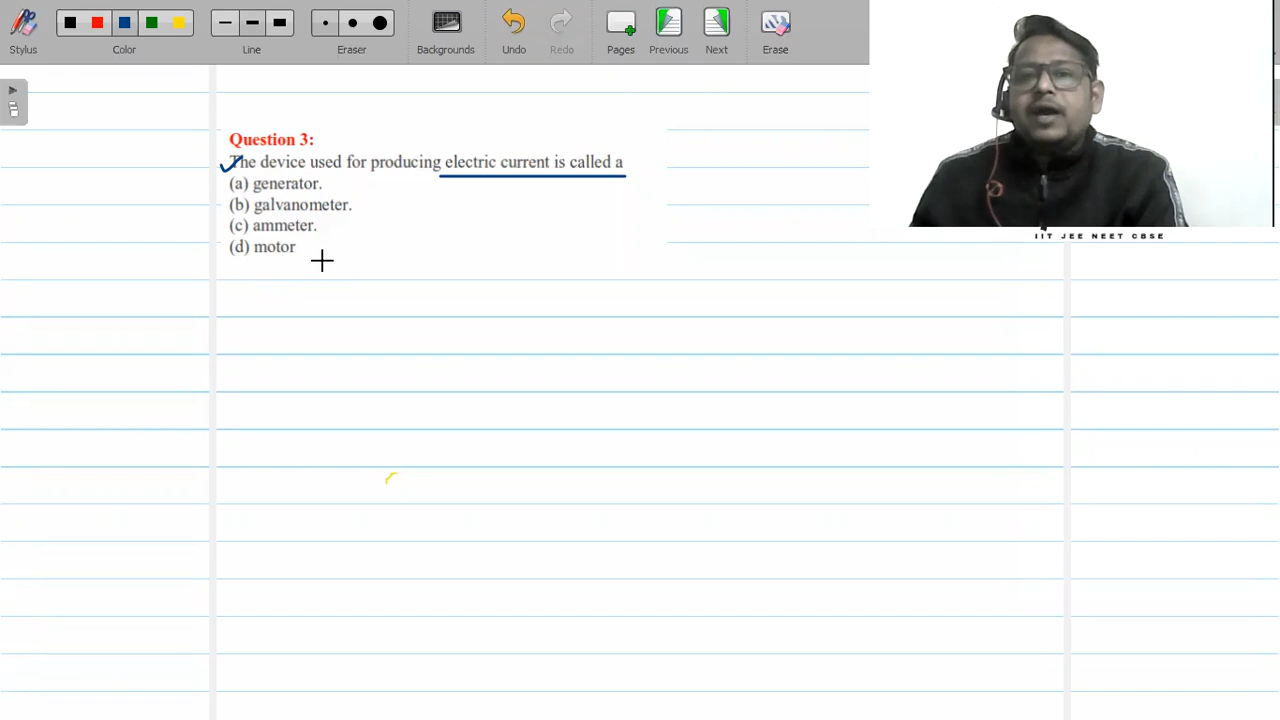 Stylus
Color
Line
Eraser
Backgrounds
Undo
Redo
Pages
Previous
Next
Erase
Question 3:
The device used for producing electric current is called a
(a) generator.
(b) galvanometer.
(c) ammeter.
(d) motor
IIT JEE NEET CBSE